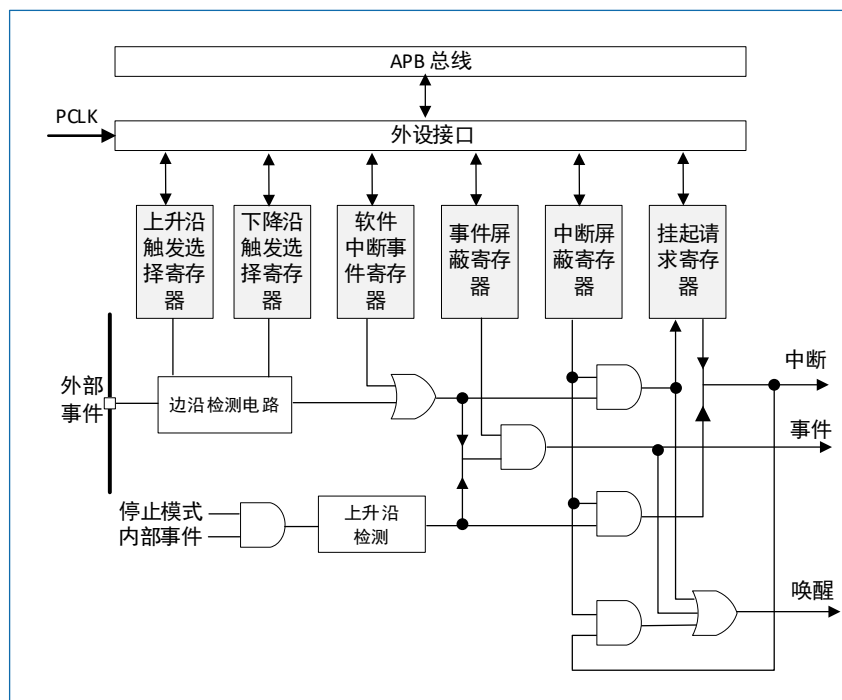 APB 总线
PCLK
外设接口
上升沿
触发选
择寄存
器
下降沿
触发选
择寄存
器
软件
中断事
件寄存
器
事件屏
蔽寄存
器
中断屏
蔽寄存
器
挂起请
求寄存
器
外部
事件
边沿检测电路
中断
事件
停止模式
内部事件
上升沿
检测
唤醒